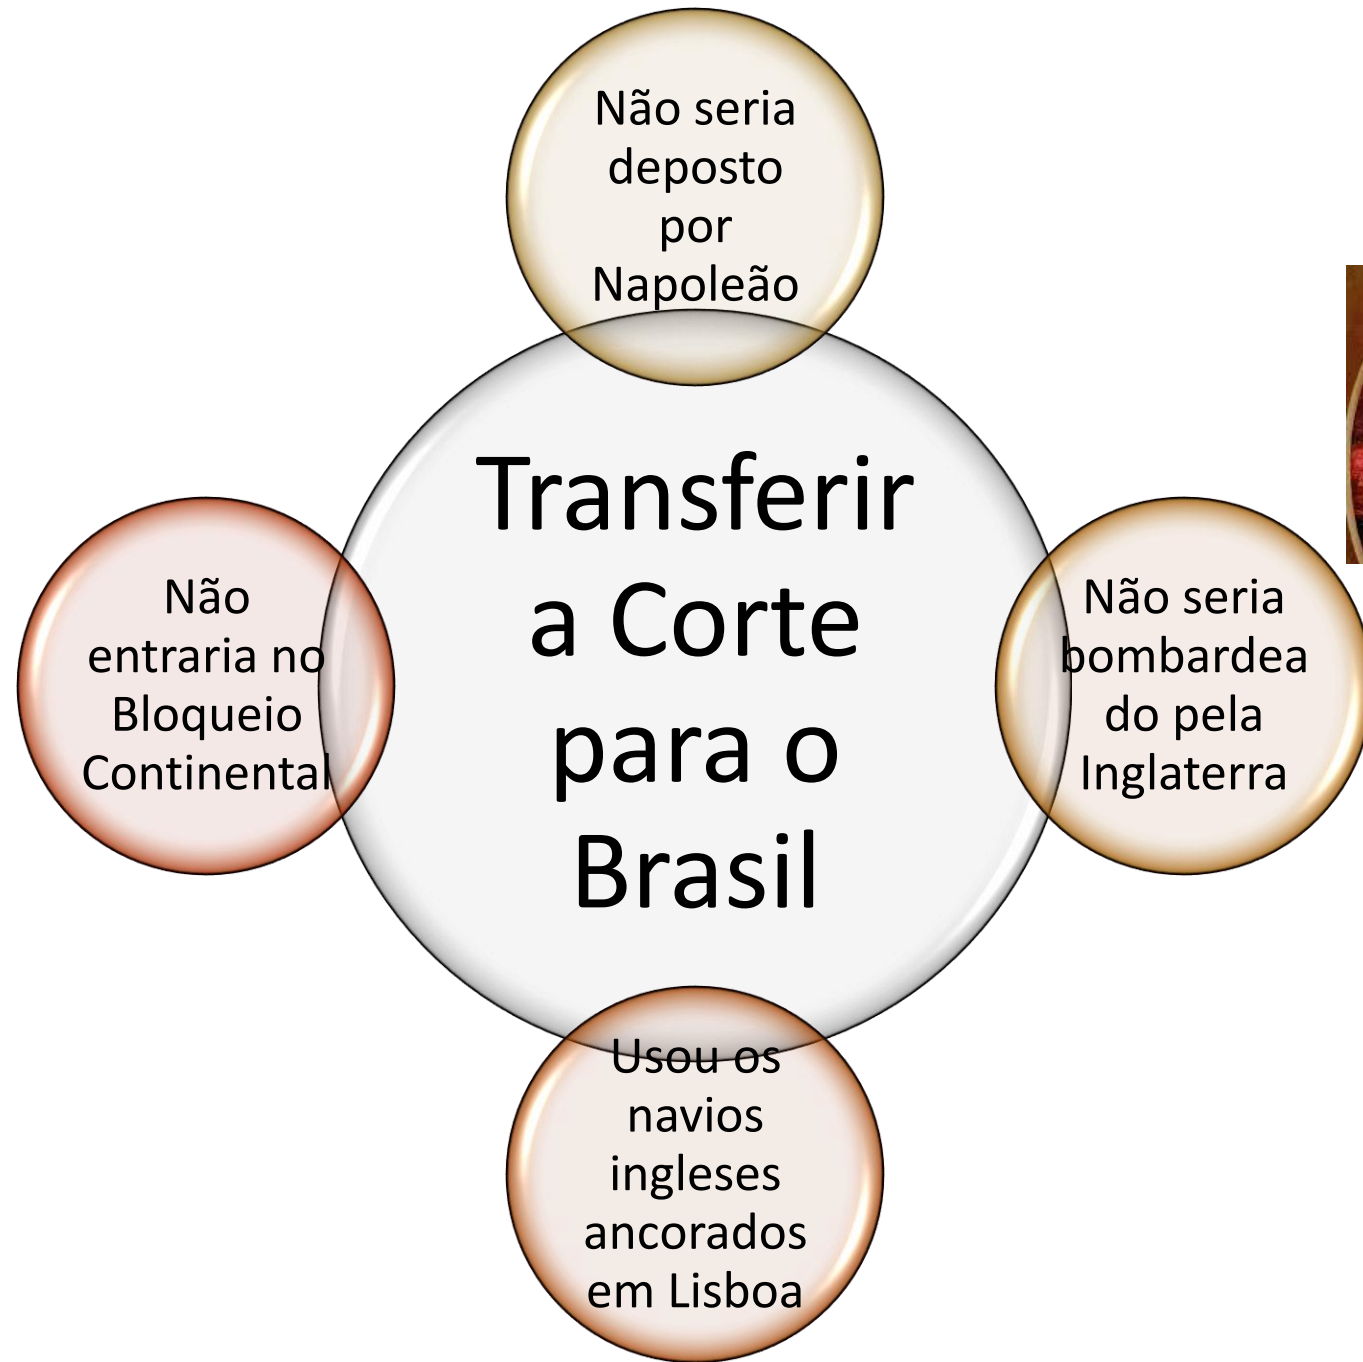 Não seria
deposto
por
Napoleão
Transferir
a Corte
para o
Brasil
Não seria
bombardea
do pela
Inglaterra
Usou os
navios
ingleses
ancorados
em Lisboa
Não
entraria no
Bloqueio
Continental